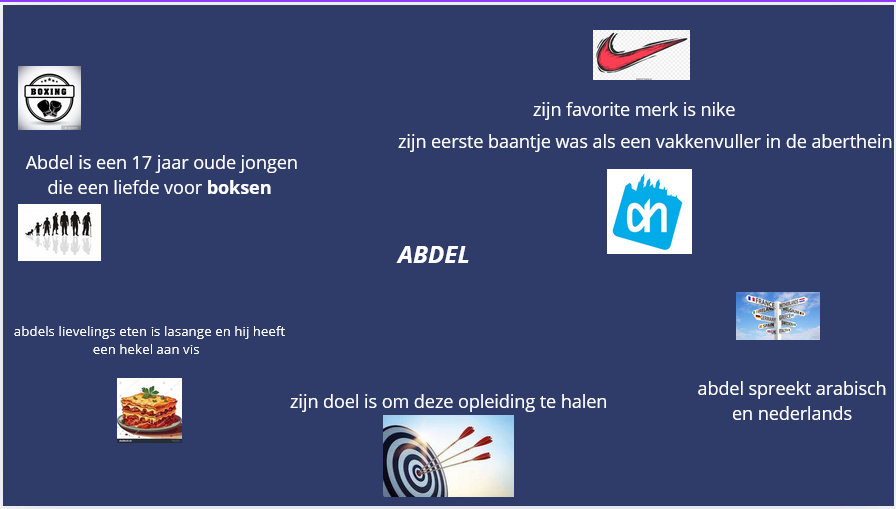 BOXING
zijn favorite merk is nike
zijn eerste baantje was als een vakkenvuller in de aberthein
Abdel is een 17 jaar oude jongen
die een liefde voor boksen
ah
ABDEL
FRANCE
abdels lievelings eten is lasange en hij heeft
een hekel aan vis
zijn doel is om deze opleiding te halen
abdel spreekt arabisch
en nederlands